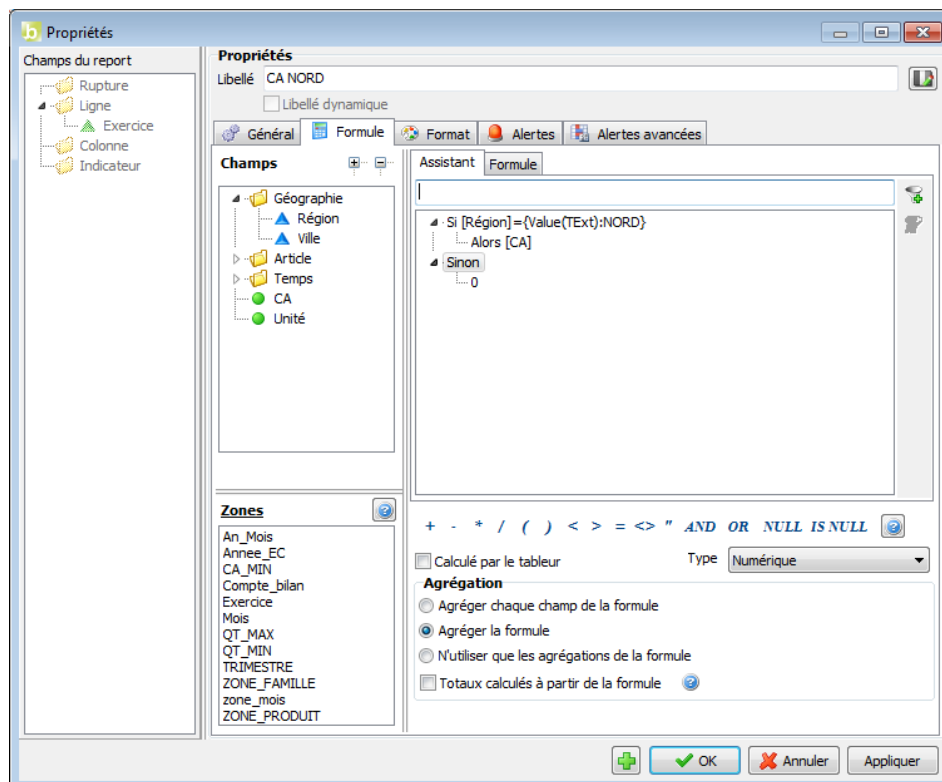 Propriétés
Champs du report
Rupture
Ligne
Exercice
Colonne
Indicateur
Propriétés
Libellé CA NORD
Libellé dynamique
Général Formule Format Alertes Alertes avancées
Champs
Géographie
Région
Ville
Article
Temps
CA
Unité
Assistant Formule
Si [Région]={Value(TExt):NORD}
Alors [CA]
Sinon
0
Zones
An_Mois
Annee_EC
CA_MIN
Compte_bilan
Exercice
Mois
QT_MAX
QT_MIN
TRIMESTRE
ZONE_FAMILLE
zone_mois
ZONE_PRODUIT
+ - * / ( ) < > = <> " AND OR NULL IS NULL
Calculé par le tableur Type Numérique
Agrégation
Agréger chaque champ de la formule
Agréger la formule
N'utiliser que les agrégations de la formule
Totaux calculés à partir de la formule
OK Annuler Appliquer